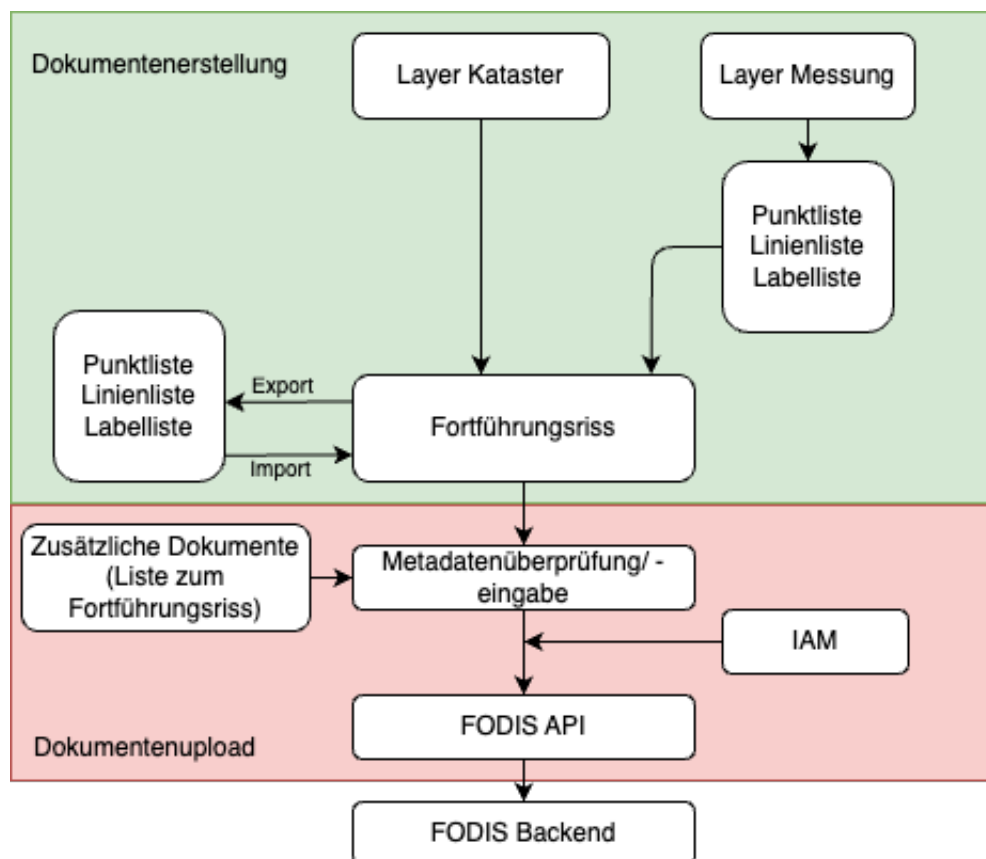 Dokumentenerstellung
Layer Kataster
Layer Messung
Punktliste
Linienliste
Labelliste
Punktliste
Linienliste
Labelliste
Export
Import
Fortführungsriss
Zusätzliche Dokumente
(Liste zum
Fortführungsriss)
Metadatenüberprüfung/ -
eingabe
IAM
FODIS API
Dokumentenupload
FODIS Backend